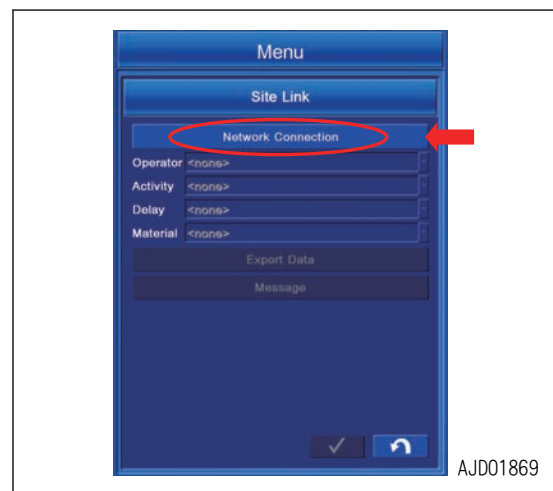 Menu
Site Link
Network Connection
Operator <none>
Activity <none>
Delay <none>
Material <none>
Export Data
Message
AJD01869